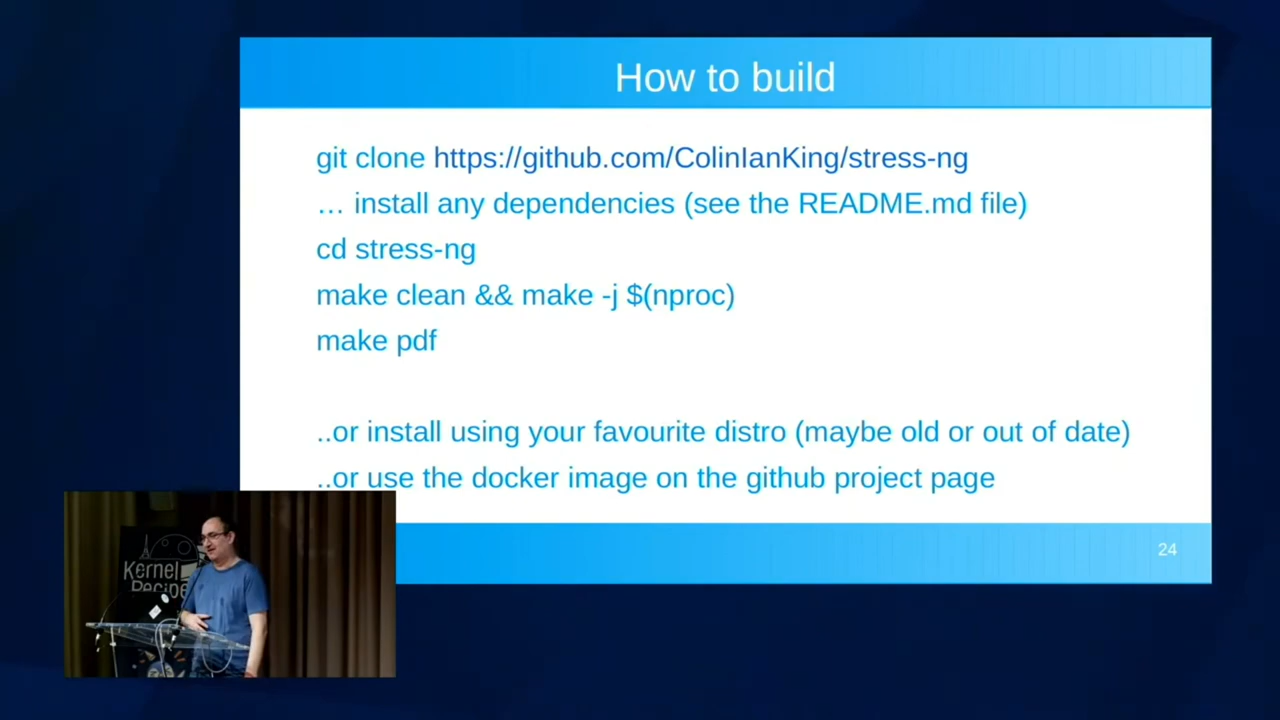 How to build
git clone https://github.com/ColinIanKing/stress-ng
… install any dependencies (see the README.md file)
cd stress-ng
make clean && make -j $(nproc)
make pdf
..or install using your favourite distro (maybe old or out of date)
..or use the docker image on the github project page
24
Kernel
Recipe